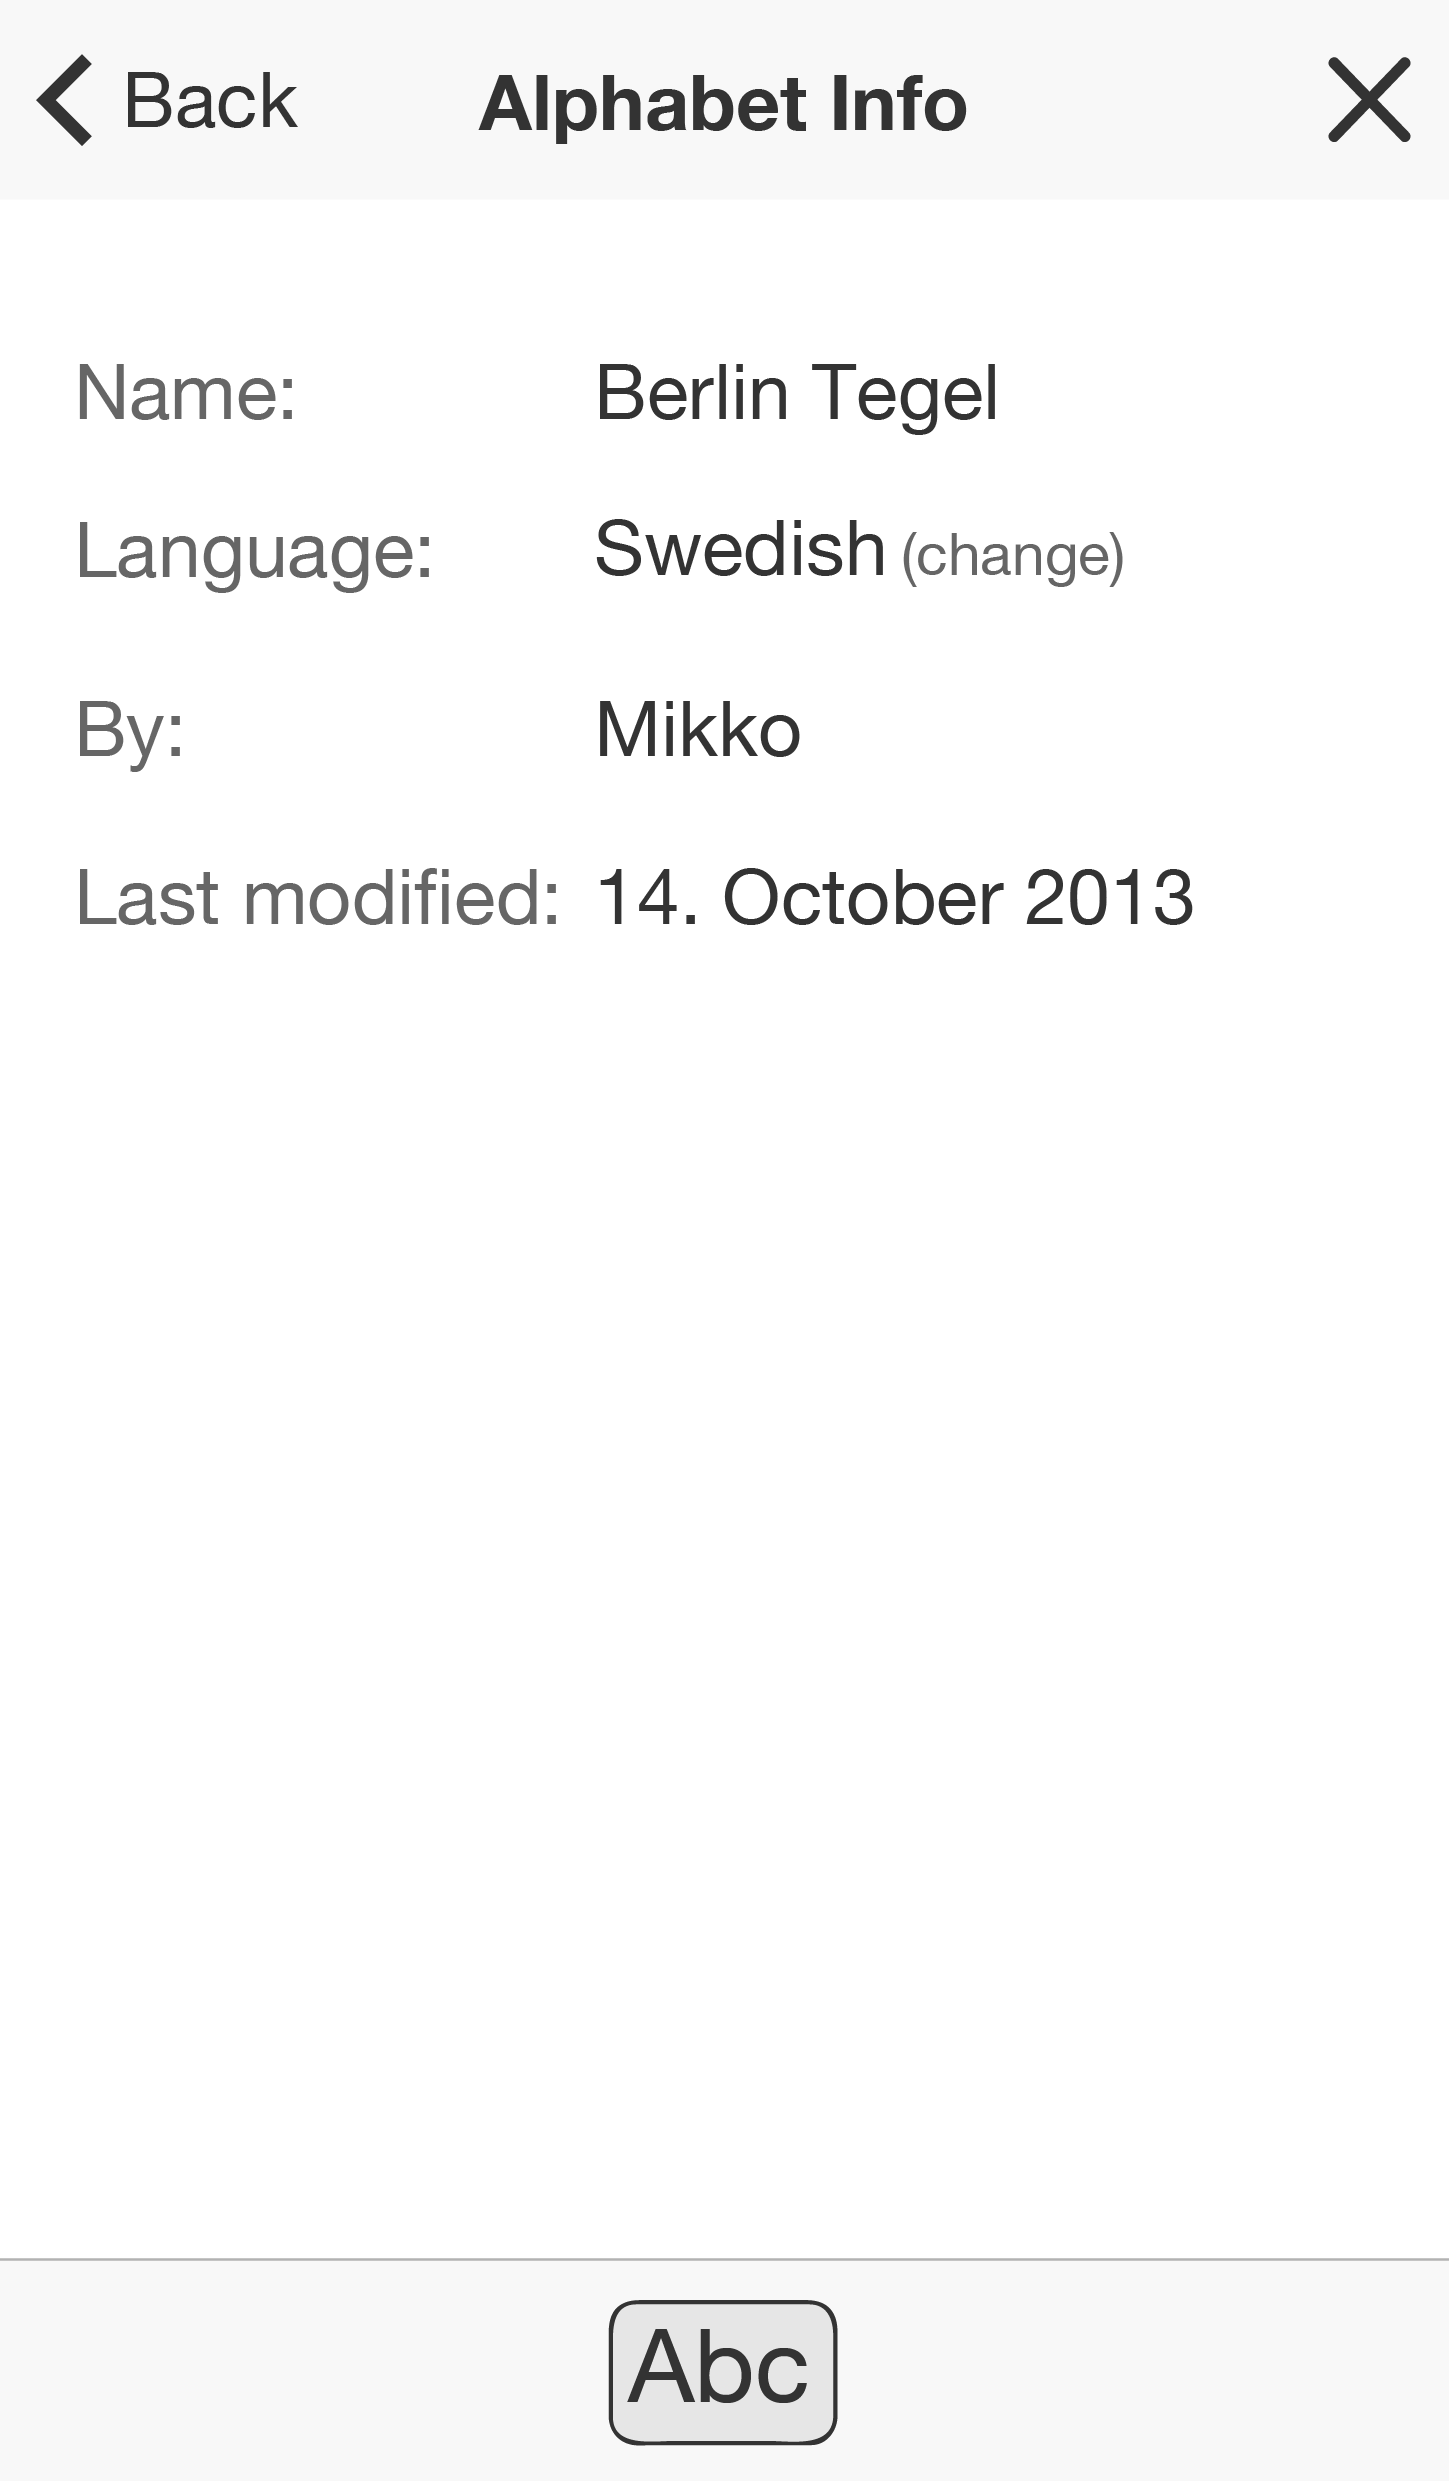 Back Alphabet Info
Name: Berlin Tegel
Language: Swedish (change)
By: Mikko
Last modified: 14. October 2013
Abc